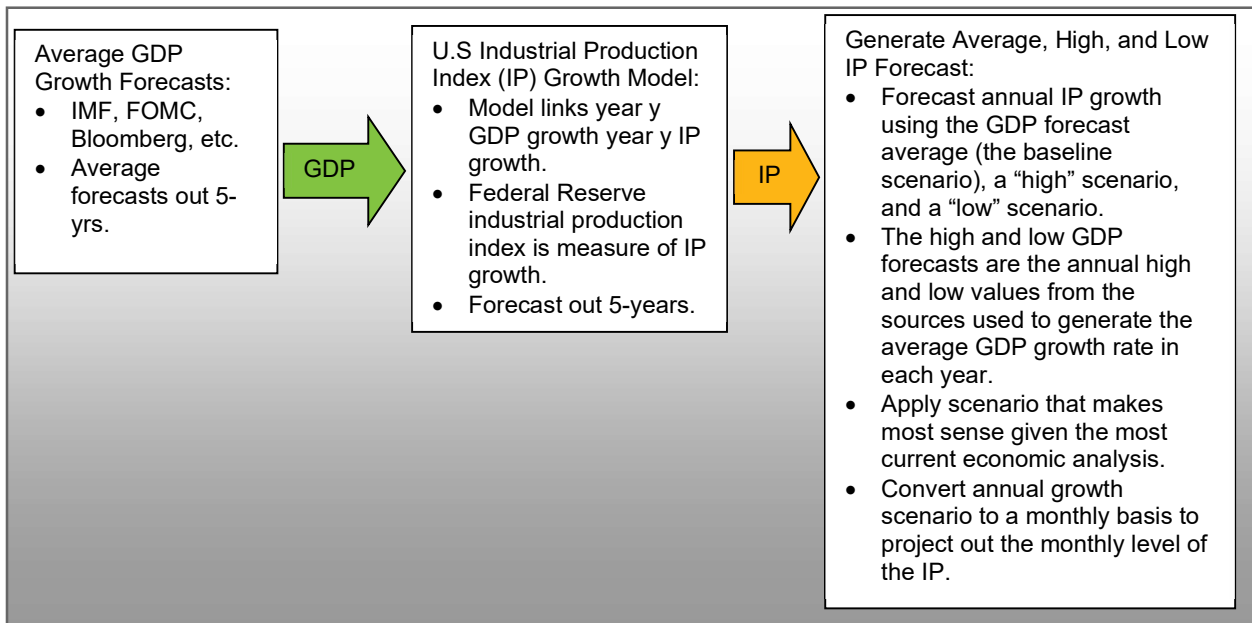 Average GDP
Growth Forecasts:
• IMF, FOMC,
Bloomberg, etc.
• Average
forecasts out 5-
yrs.
GDP
U.S Industrial Production
Index (IP) Growth Model:
• Model links year y
GDP growth year y IP
growth.
• Federal Reserve
industrial production
index is measure of IP
growth.
• Forecast out 5-years.
IP
Generate Average, High, and Low
IP Forecast:
• Forecast annual IP growth
using the GDP forecast
average (the baseline
scenario), a “high” scenario,
and a “low” scenario.
• The high and low GDP
forecasts are the annual high
and low values from the
sources used to generate the
average GDP growth rate in
each year.
• Apply scenario that makes
most sense given the most
current economic analysis.
• Convert annual growth
scenario to a monthly basis to
project out the monthly level of
the IP.